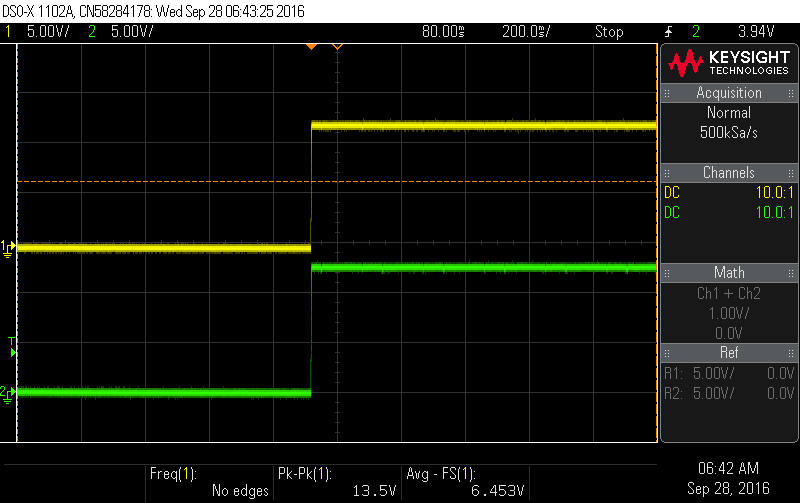 DSO-X 1102A, CN58284178: Wed Sep 28 06:43:25 2016
1 5.00V/ 2 5.00V/ 80.00ms 200.0ms/ Stop 2 3.94V
KEYSIGHT
TECHNOLOGIES
Acquisition
Normal
500kSa/s
Channels
DC 10.0:1
DC 10.0:1
Math
Ch1 + Ch2
1.00V/
0.0V
Ref
R1: 5.00V/ 0.0V
R2: 5.00V/ 0.0V
1
T
2
Freq(1): Pk-Pk(1): Avg - FS(1):
No edges 13.5V 6.453V
06:42 AM
Sep 28, 2016